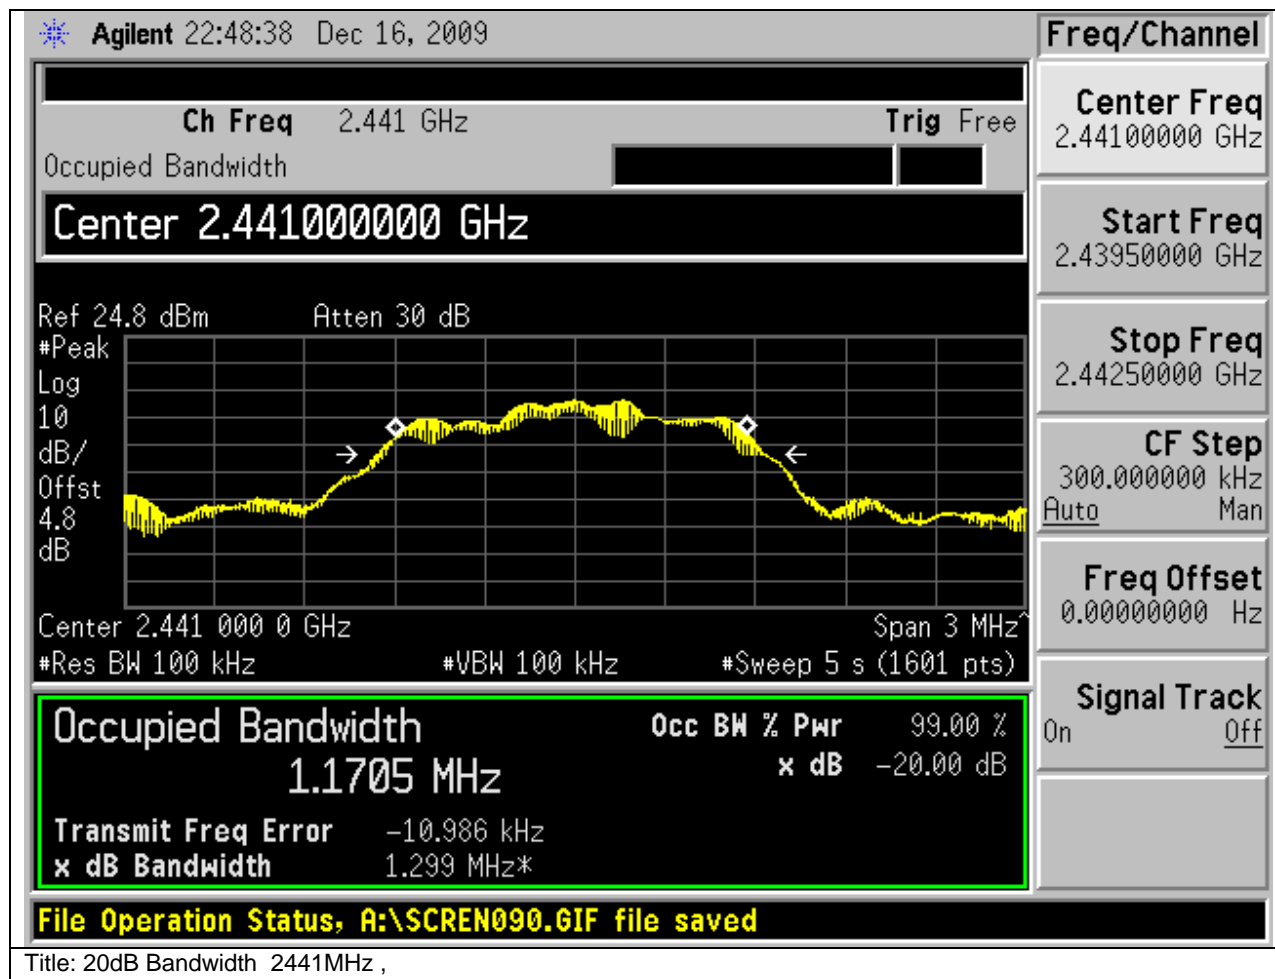 Agilent 22:48:38 Dec 16, 2009
Freq/Channel
Ch Freq 2.441 GHz Trig Free
Occupied Bandwidth
Center 2.441000000 GHz
Ref 24.8 dBm Atten 30 dB
#Peak
Log
10
dB/
Offst
4.8
dB
Center 2.441 000 0 GHz Span 3 MHz^
#Res BW 100 kHz #VBW 100 kHz #Sweep 5 s (1601 pts)
Occupied Bandwidth Occ BW % Pwr 99.00 %
1.1705 MHz x dB -20.00 dB
Transmit Freq Error -10.986 kHz
x dB Bandwidth 1.299 MHz*
File Operation Status, A:\SCREN090.GIF file saved
Center Freq
2.44100000 GHz
Start Freq
2.43950000 GHz
Stop Freq
2.44250000 GHz
CF Step
300.000000 kHz
Auto Man
Freq Offset
0.00000000 Hz
Signal Track
On Off
Title: 20dB Bandwidth 2441MHz ,